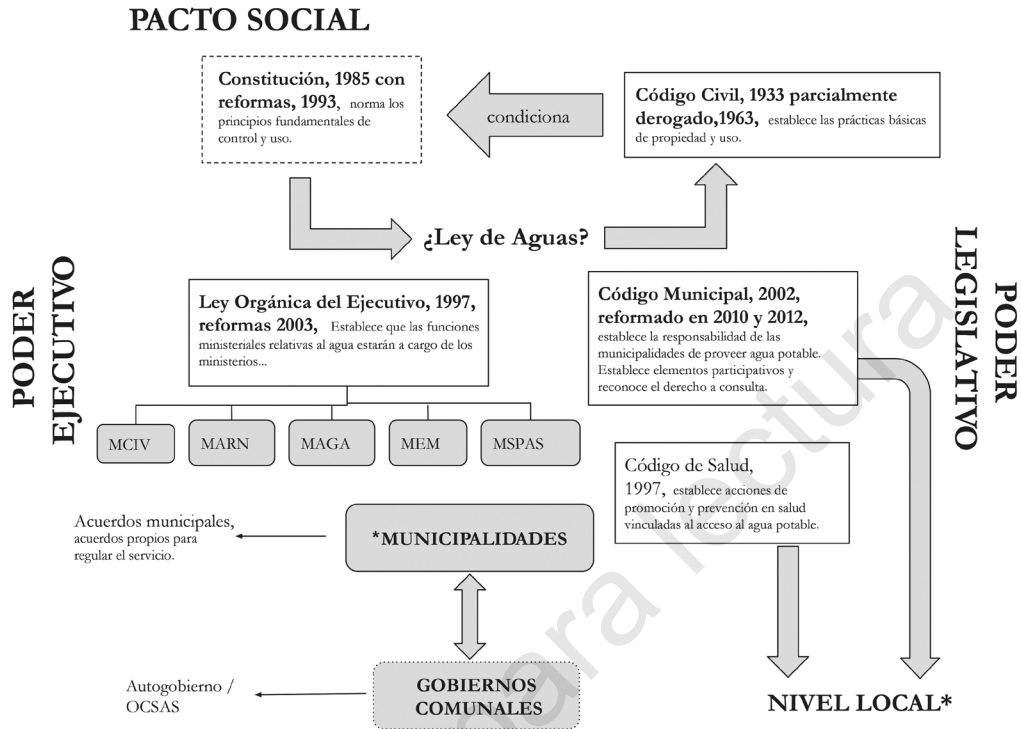 PACTO SOCIAL
Constitución, 1985 con
reformas, 1993, norma los
principios fundamentales de
control y uso.
condiciona
Código Civil, 1933 parcialmente
derogado,1963, establece las prácticas básicas
de propiedad y uso.
¿Ley de Aguas?
PODER
EJECUTIVO
PODER
LEGISLATIVO
Ley Orgánica del Ejecutivo, 1997,
reformas 2003, Establece que las funciones
ministeriales relativas al agua estarán a cargo de los
ministerios...
MCIV
MARN
MAGA
MEM
MSPAS
Código Municipal, 2002,
reformado en 2010 y 2012,
establece la responsabilidad de las
municipalidades de proveer agua potable.
Establece elementos participativos y
reconoce el derecho a consulta.
Código de Salud,
1997, establece acciones de
promoción y prevención en salud
vinculadas al acceso al agua potable.
Acuerdos municipales,
acuerdos propios para
regular el servicio.
*MUNICIPALIDADES
Autogobierno /
OCSAS
GOBIERNOS
COMUNALES
NIVEL LOCAL*
para lectura